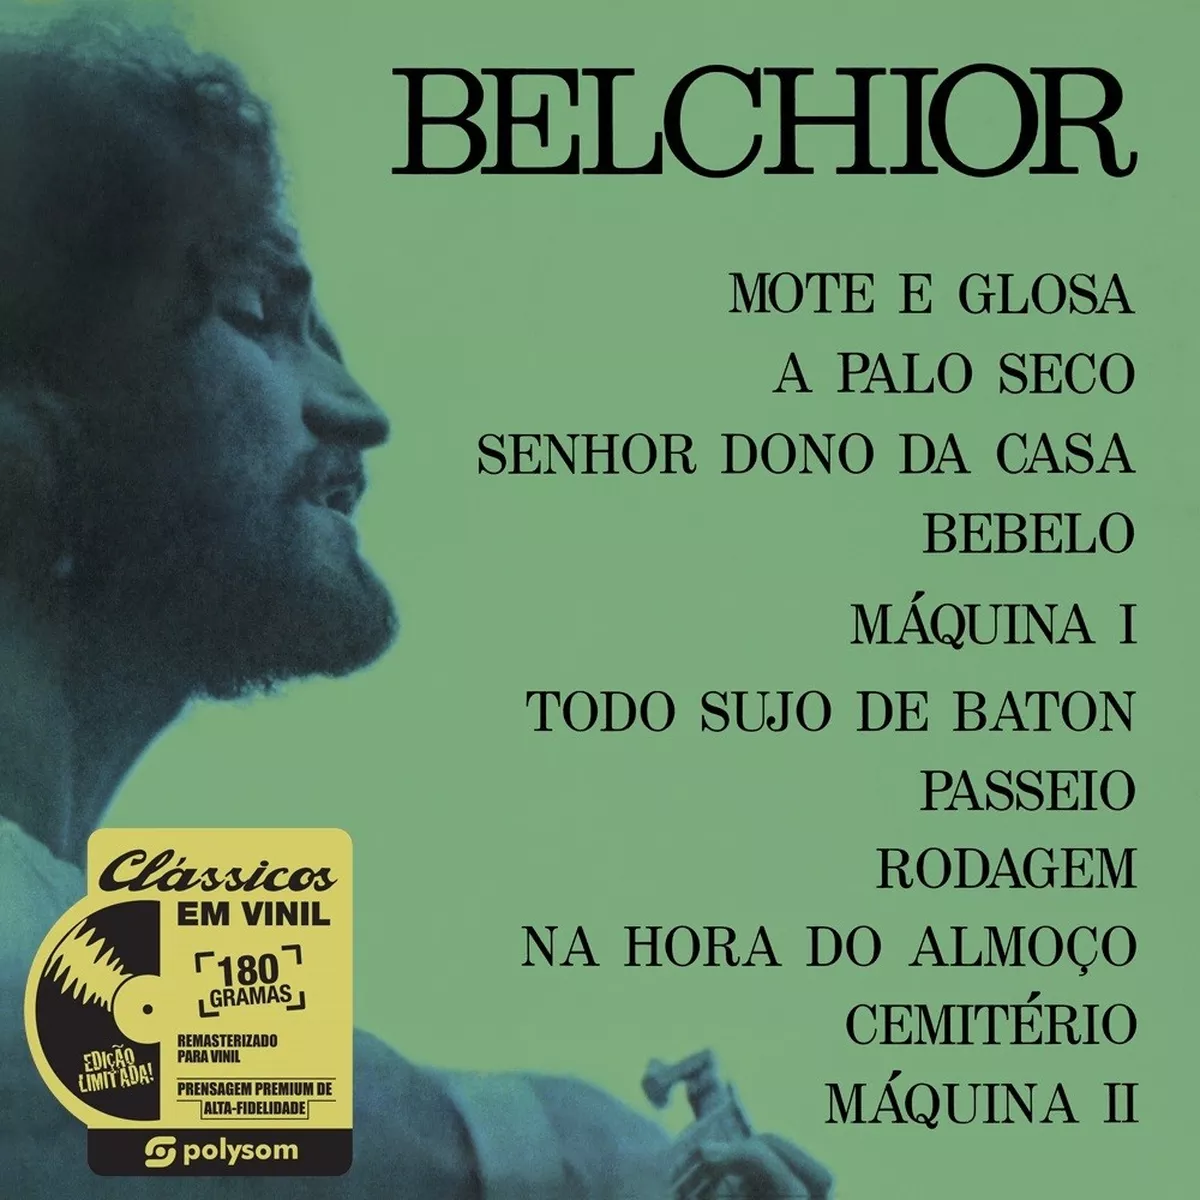 BELCHIOR
MOTE E GLOSA
A PALO SECO
SENHOR DONO DA CASA
BEBELO
MÁQUINA I
TODO SUJO DE BATON
PASSEIO
RODAGEM
NA HORA DO ALMOÇO
CEMITÉRIO
MÁQUINA II
Clássicos
EM VINIL
180
GRAMAS
REMASTERIZADO
PARA VINIL
EDIÇÃO
LIMITADA!
PRENSAGEM PREMIUM DE
ALTA-FIDELIDADE
polysom